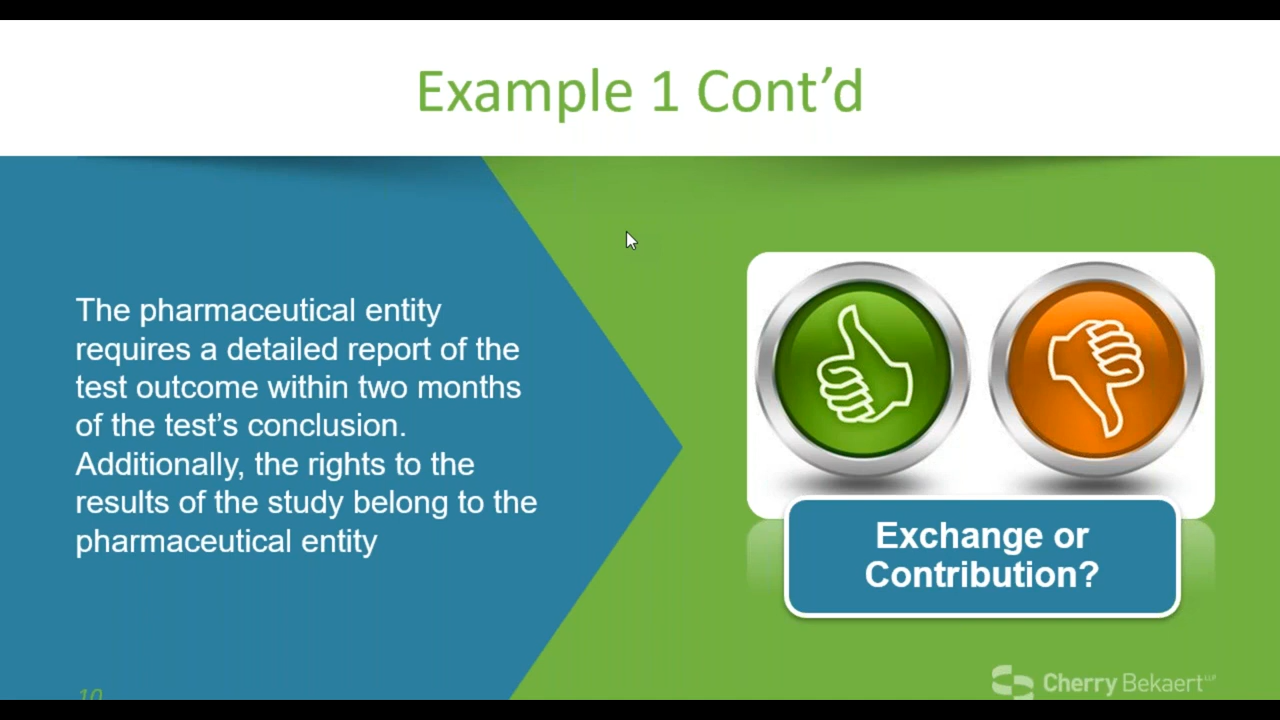 Example 1 Cont’d
The pharmaceutical entity
requires a detailed report of the
test outcome within two months
of the test’s conclusion.
Additionally, the rights to the
results of the study belong to the
pharmaceutical entity
Exchange or
Contribution?
10
Cherry Bekaert LLP